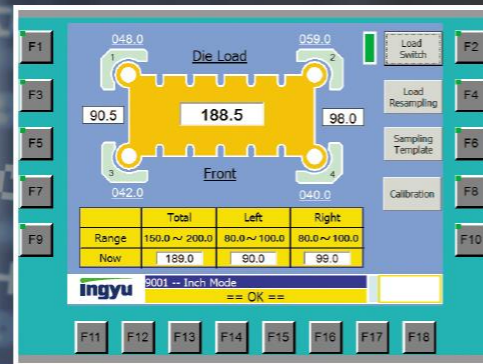 F1
F3
F5
F7
F9
048.0
059.0
1
2
Die Load
90.5
188.5
98.0
3
4
Front
042.0
040.0
Total Left Right
Range 150.0~200.0 80.0~100.0 80.0~100.0
Now 189.0 90.0 99.0
ingyu
9001 -- Inch Mode
== OK ==
Load
Switch
Load
Resampling
Sampling
Template
Calibration
F2
F4
F6
F8
F10
F11 F12 F13 F14 F15 F16 F17 F18